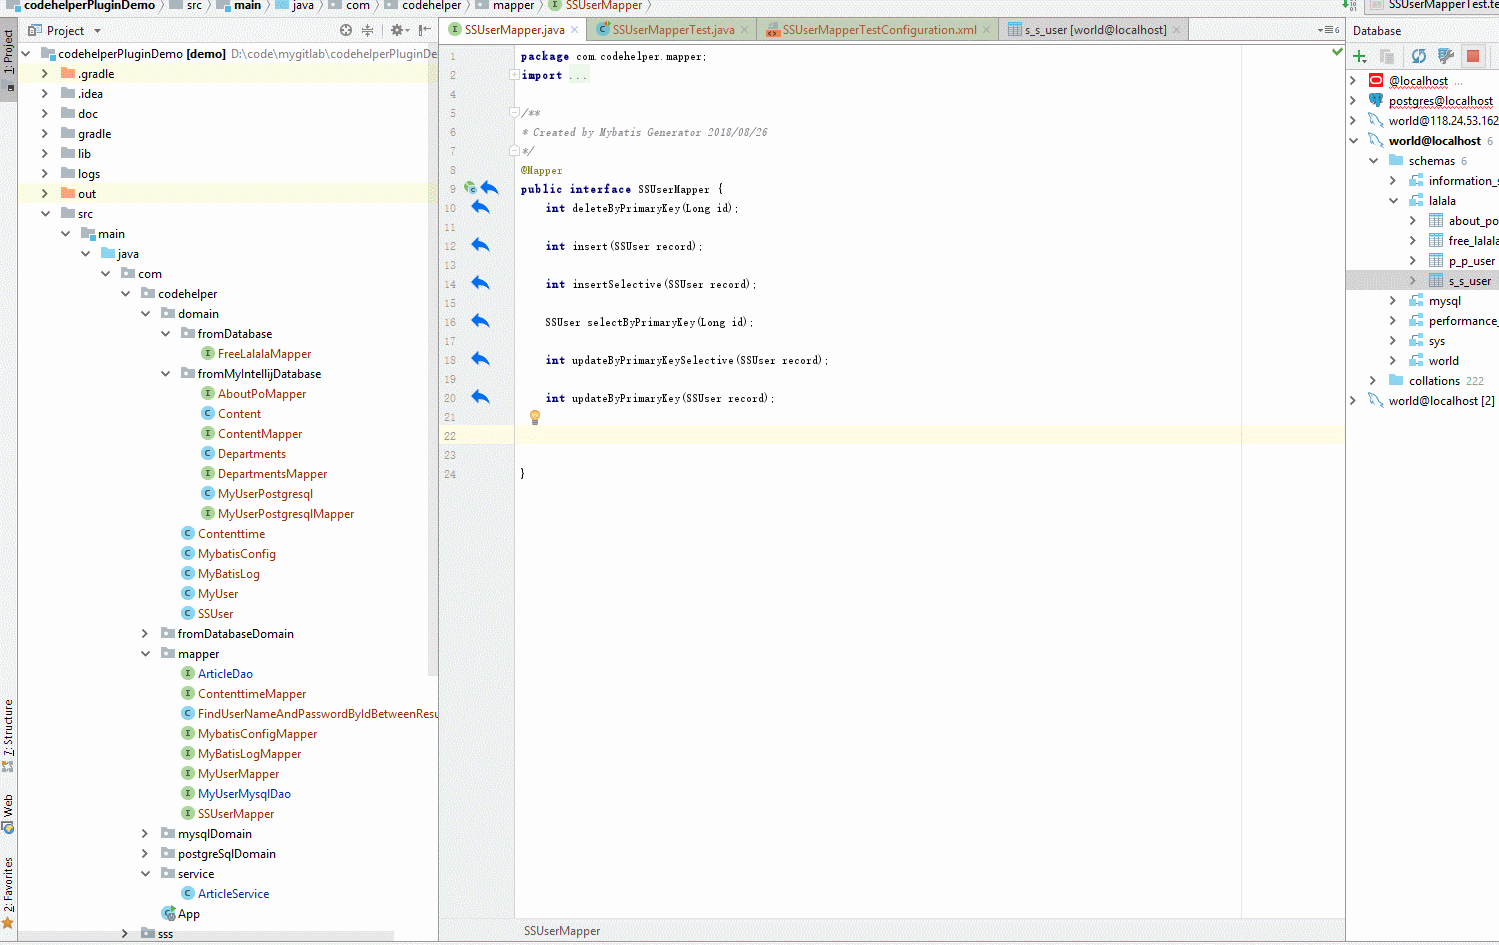 codehelperPluginDemo src main java com codehelper mapper SSUserMapper
SSUserMapperTest.te
1: Project
Project
codehelperPluginDemo [demo] D:\code\mygitlab\codehelperPluginDe
.gradle
.idea
doc
gradle
lib
logs
out
src
main
java
com
codehelper
domain
fromDatabase
FreeLalalaMapper
fromMyIntellijDatabase
AboutPoMapper
Content
ContentMapper
Departments
DepartmentsMapper
MyUserPostgresql
MyUserPostgresqlMapper
Contenttime
MybatisConfig
MyBatisLog
MyUser
SSUser
fromDatabaseDomain
mapper
ArticleDao
ContenttimeMapper
FindUserNameAndPasswordByIdBetweenResu
MybatisConfigMapper
MyBatisLogMapper
MyUserMapper
MyUserMysqlDao
SSUserMapper
mysqlDomain
postgreSqlDomain
service
ArticleService
App
sss
7: Structure
Web
2: Favorites
SSUserMapper.java SSUserMapperTest.java SSUserMapperTestConfiguration.xml s_s_user [world@localhost] 6
1 package com.codehelper.mapper;
2 import ...
4
5 /**
6 * Created by Mybatis Generator 2018/08/26
7 */
8 @Mapper
9 public interface SSUserMapper {
10 int deleteByPrimaryKey(Long id);
11
12 int insert(SSUser record);
13
14 int insertSelective(SSUser record);
15
16 SSUser selectByPrimaryKey(Long id);
17
18 int updateByPrimaryKeySelective(SSUser record);
19
20 int updateByPrimaryKey(SSUser record);
21
22
23
24 }
SSUserMapper
Database
@localhost ...
postgres@localhost
world@118.24.53.162
world@localhost 6
schemas 6
information_s
lalala
about_po
free_lalala
p_p_user
s_s_user
mysql
performance_
sys
world
collations 222
world@localhost [2]